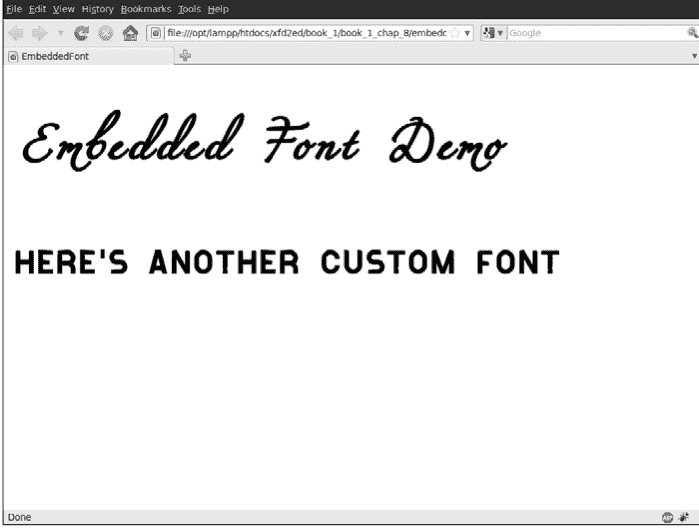 File Edit View History Bookmarks Tools Help
file:///opt/lampp/htdocs/xfd2ed/book_1/book_1_chap_8/embedc Google
EmbeddedFont
Embedded Font Demo
HERE'S ANOTHER CUSTOM FONT
Done